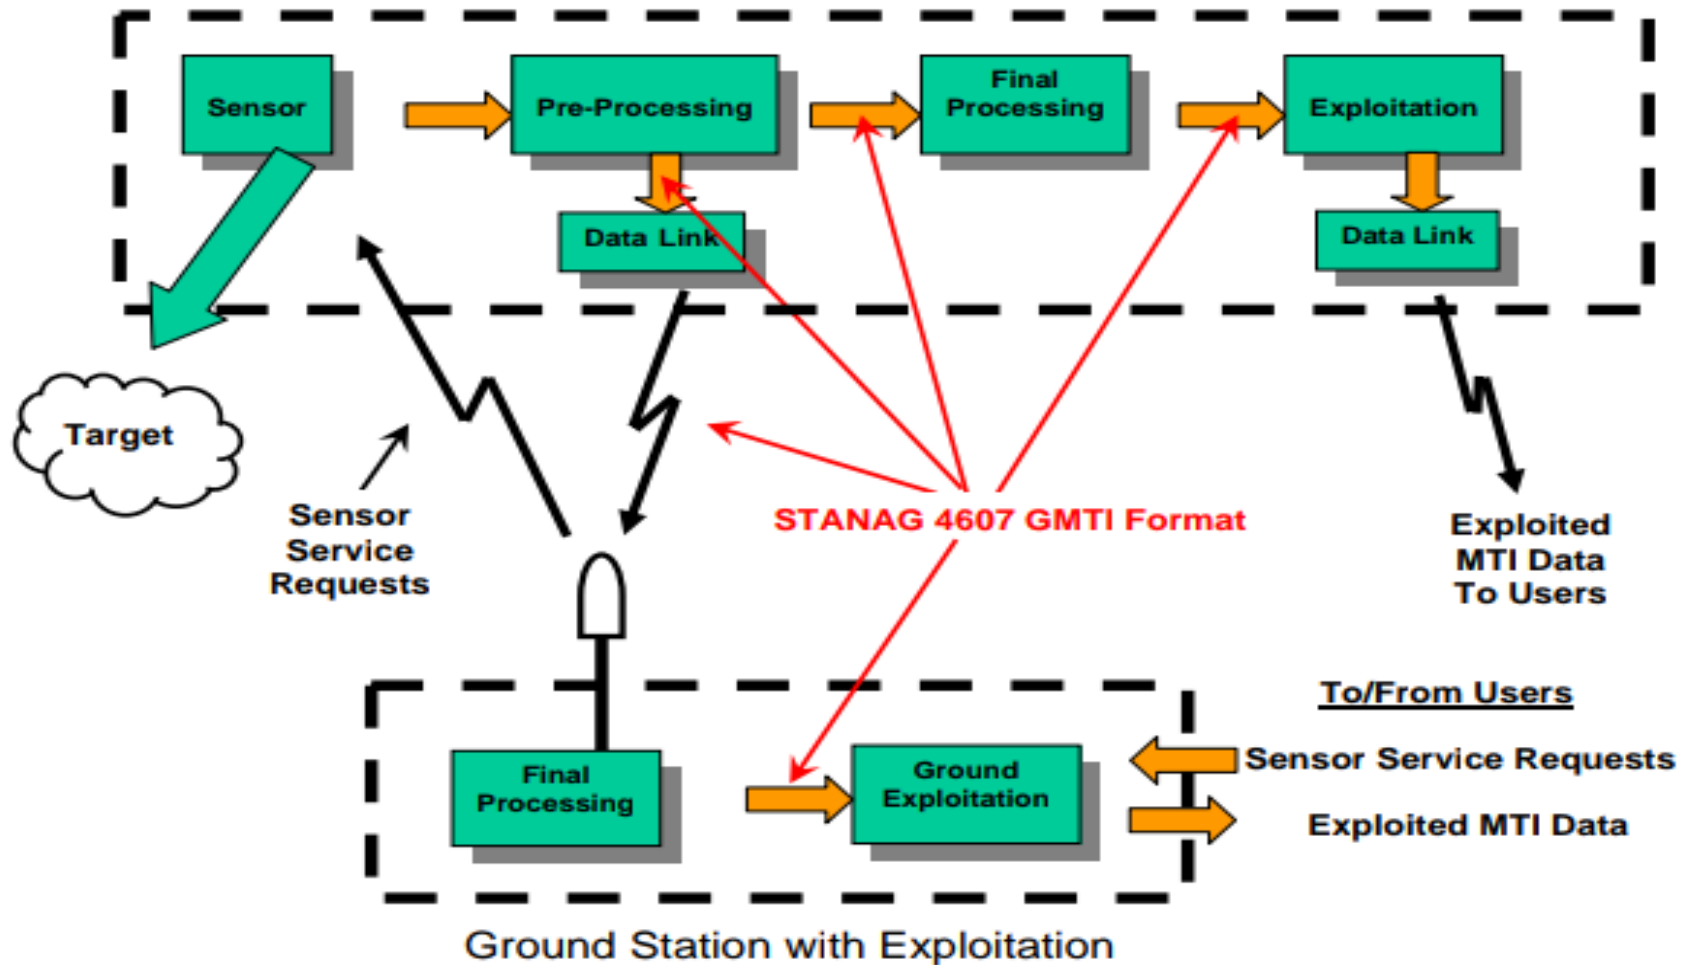 Sensor
Pre-Processing
Final
Processing
Exploitation
Data Link
Data Link
Target
Sensor
Service
Requests
STANAG 4607 GMTI Format
Exploited
MTI Data
To Users
To/From Users
Sensor Service Requests
Exploited MTI Data
Final
Processing
Ground
Exploitation
Ground Station with Exploitation